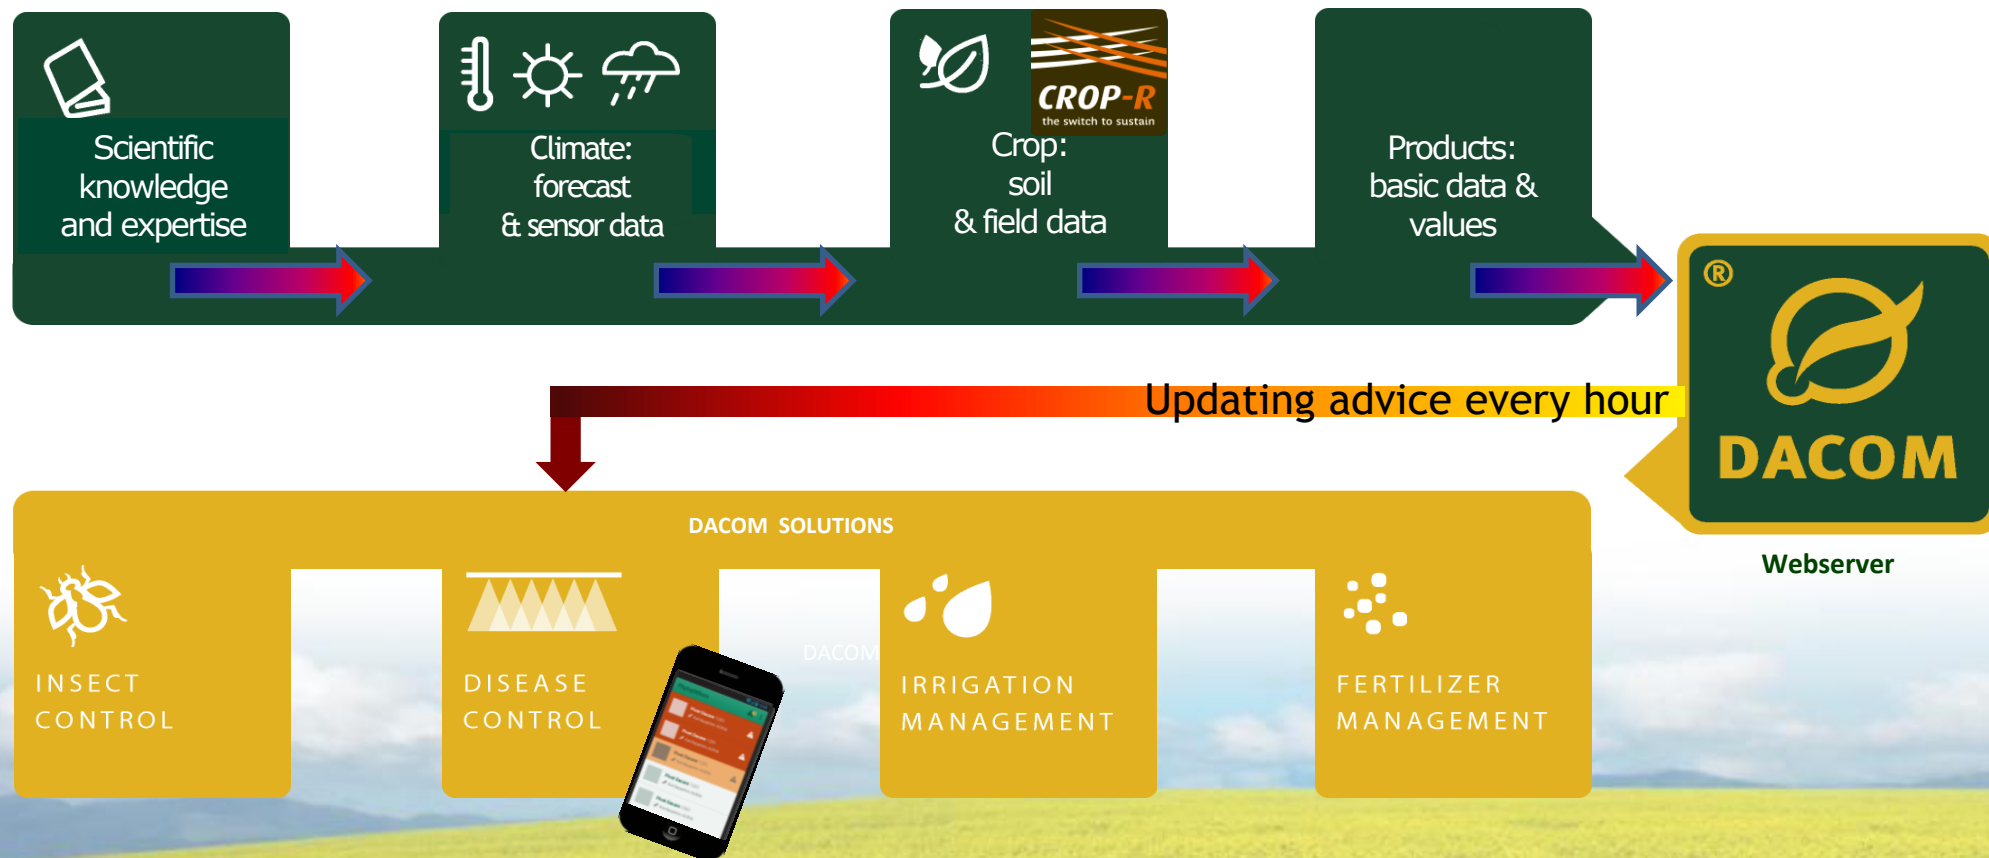 Scientific
knowledge
and expertise
Climate:
forecast
& sensor data
CROP-R
the switch to sustain
Crop:
soil
& field data
Products:
basic data &
values
®
DACOM
Webserver
Updating advice every hour
DACOM SOLUTIONS
INSECT
CONTROL
DISEASE
CONTROL
DACOM
IRRIGATION
MANAGEMENT
FERTILIZER
MANAGEMENT